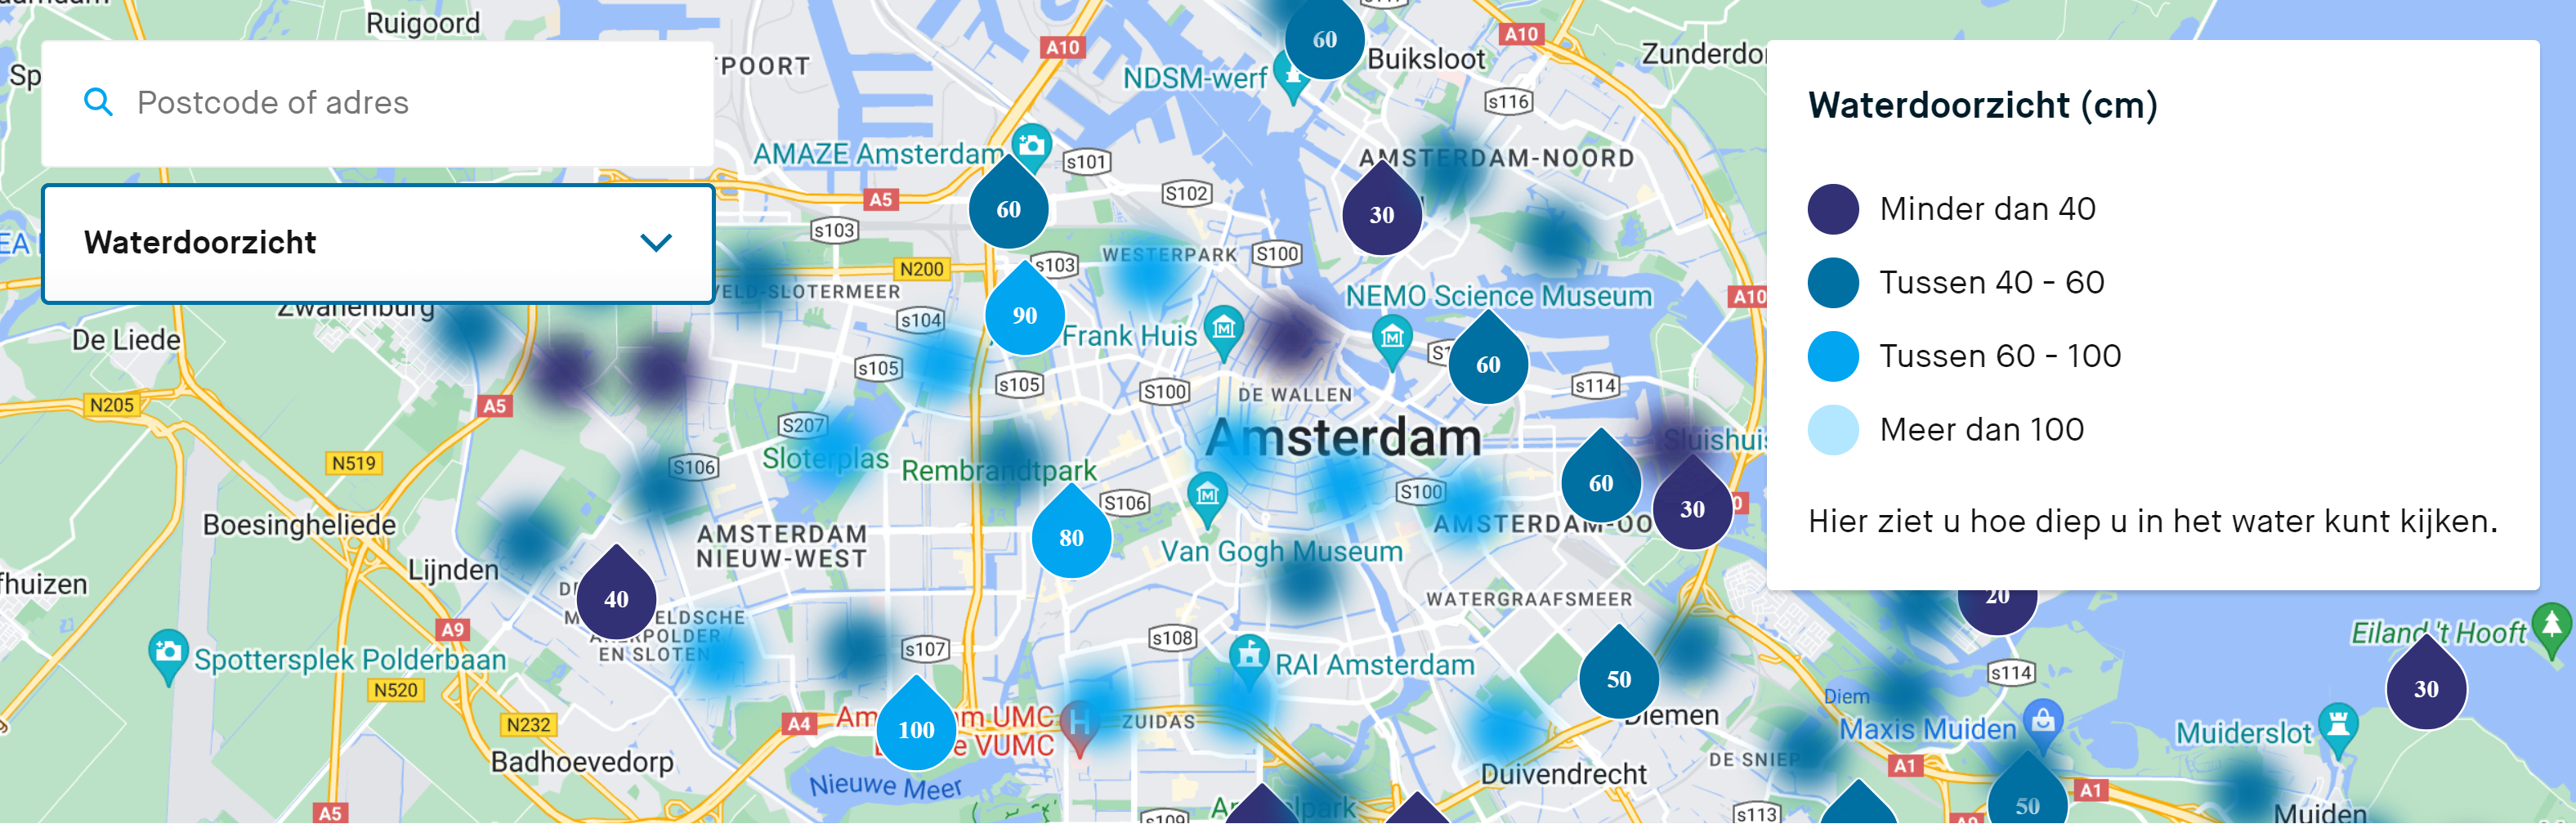 Ruigoord
Sp
TPOORT
A10
NDSM-werf
60
Buiksloot
A10
Zunderdo
Postcode of adres
s116
Waterdoorzicht (cm)
AMAZE Amsterdam
s101
AMSTERDAM-NOORD
A5
S102
60
30
Minder dan 40
s103
Waterdoorzicht
N200
s103
WESTERPARK
S100
Tussen 40 - 60
VELD-SLOTERMEER
NEMO Science Museum
A10
Zwanenburg
90
s104
Frank Huis
De Liede
s105
60
Tussen 60 - 100
s105
S100
DE WALLEN
s114
N205
A5
S207
Amsterdam
Sluishuis
Meer dan 100
N519
S106
Sloterplas
Rembrandtpark
60
S106
S100
30
Boesingheliede
AMSTERDAM
NIEUW-WEST
80
AMSTERDAM-OO
Hier ziet u hoe diep u in het water kunt kijken.
Van Gogh Museum
Lijnden
fhuizen
40
WATERGRAAFSMEER
20
A9
EN SLOTEN
s107
s108
Spottersplek Polderbaan
RAI Amsterdam
50
s114
Eiland 't Hooft
30
N520
Diem
N232
A4
100
UMC
VUMC
ZUIDAS
Diemen
Maxis Muiden
Muiderslot
Badhoevedorp
Nieuwe Meer
Duivendrecht
DE SNIEP
A1
A1
50
A5
s109
s113
A9
Muiden